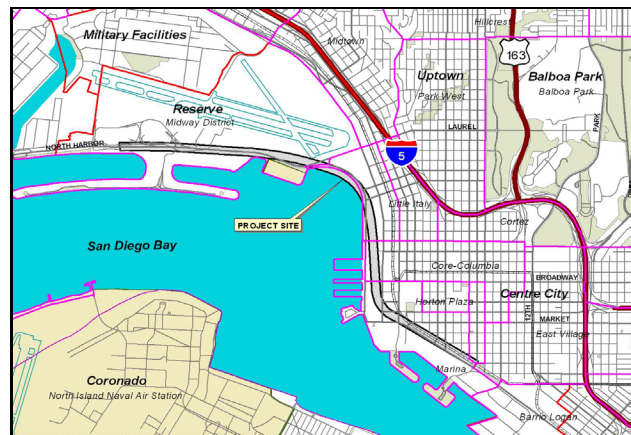 Hillcrest
Military Facilities
Midtown
163
Uptown
Balboa Park
Park West
Balboa Park
Reserve
Midway District
LAUREL
PARK
NORTH HARBOR
5
Little Italy
PROJECT SITE
Cortez
San Diego Bay
Core-Columbia
BROADWAY
Centre City
Horton Plaza
12TH
MARKET
East Village
Marina
Coronado
North Island Naval Air Station
Barrio Logan